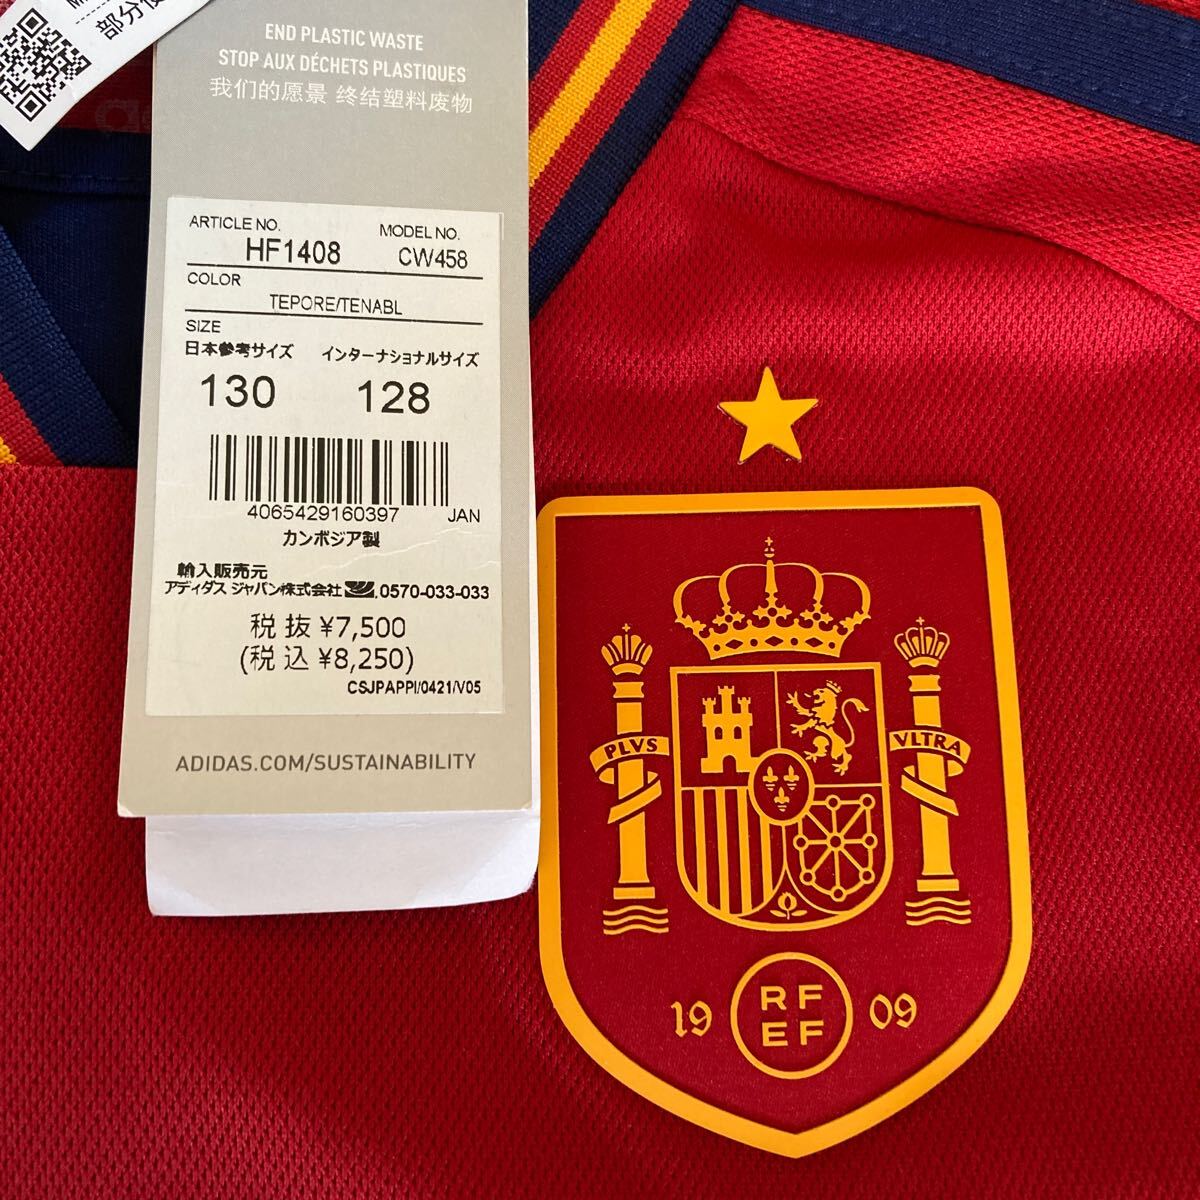 部分使
END PLASTIC WASTE
STOP AUX DÉCHETS PLASTIQUES
我们的愿景 终结塑料废物
ARTICLE NO. MODEL NO.
HF1408 CW458
COLOR
TEPORE/TENABL
SIZE
日本参考サイズ インターナショナルサイズ
130 128
4065429160397 JAN
カンボジア製
輸入販売元
アディダス ジャパン株式会社 0570-033-033
税抜 ¥7,500
(税込 ¥8,250)
CSJPAPPI/0421/V05
ADIDAS.COM/SUSTAINABILITY
PLVS VLTRA
19 RF EF 09